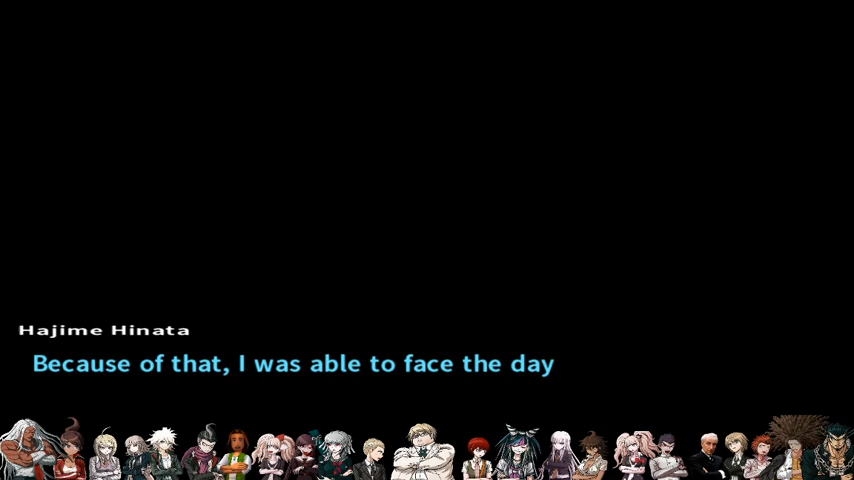 Hajime Hinata
Because of that, I was able to face the day